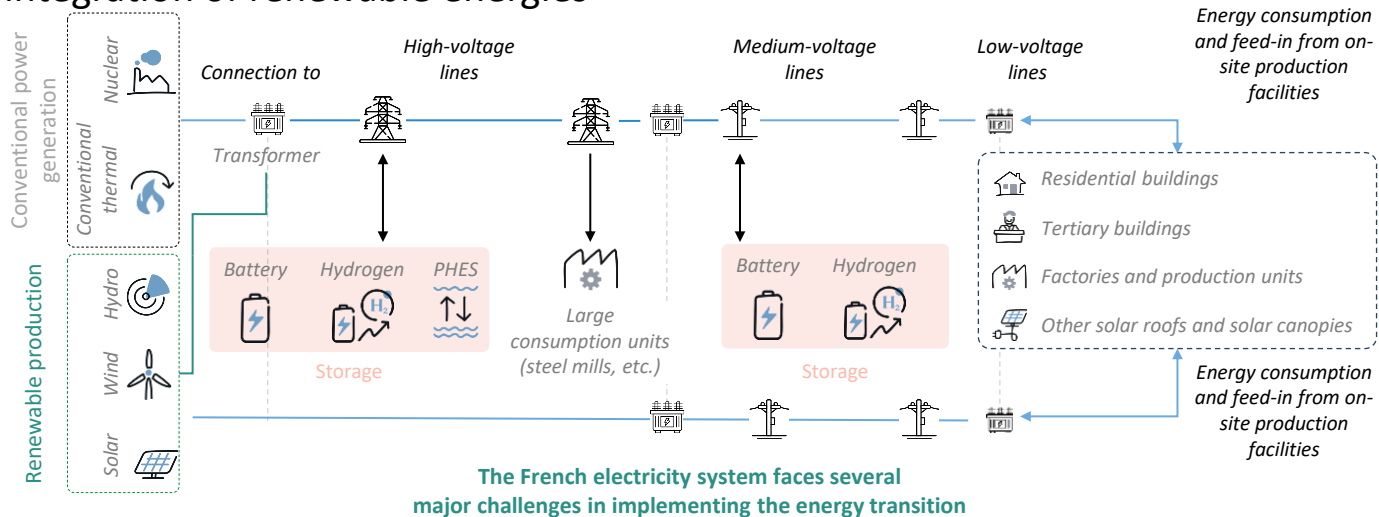 integration of renewable energies
Conventional power
generation
Nuclear
Conventional
thermal
Renewable production
Hydro
Wind
Solar
Connection to
High-voltage
lines
Medium-voltage
lines
Low-voltage
lines
Energy consumption
and feed-in from on-
site production
facilities
Transformer
Battery
Hydrogen
H2
PHES
Storage
Large
consumption units
(steel mills, etc.)
Battery
Hydrogen
H2
Storage
Residential buildings
Tertiary buildings
Factories and production units
Other solar roofs and solar canopies
Energy consumption
and feed-in from on-
site production
facilities
The French electricity system faces several
major challenges in implementing the energy transition